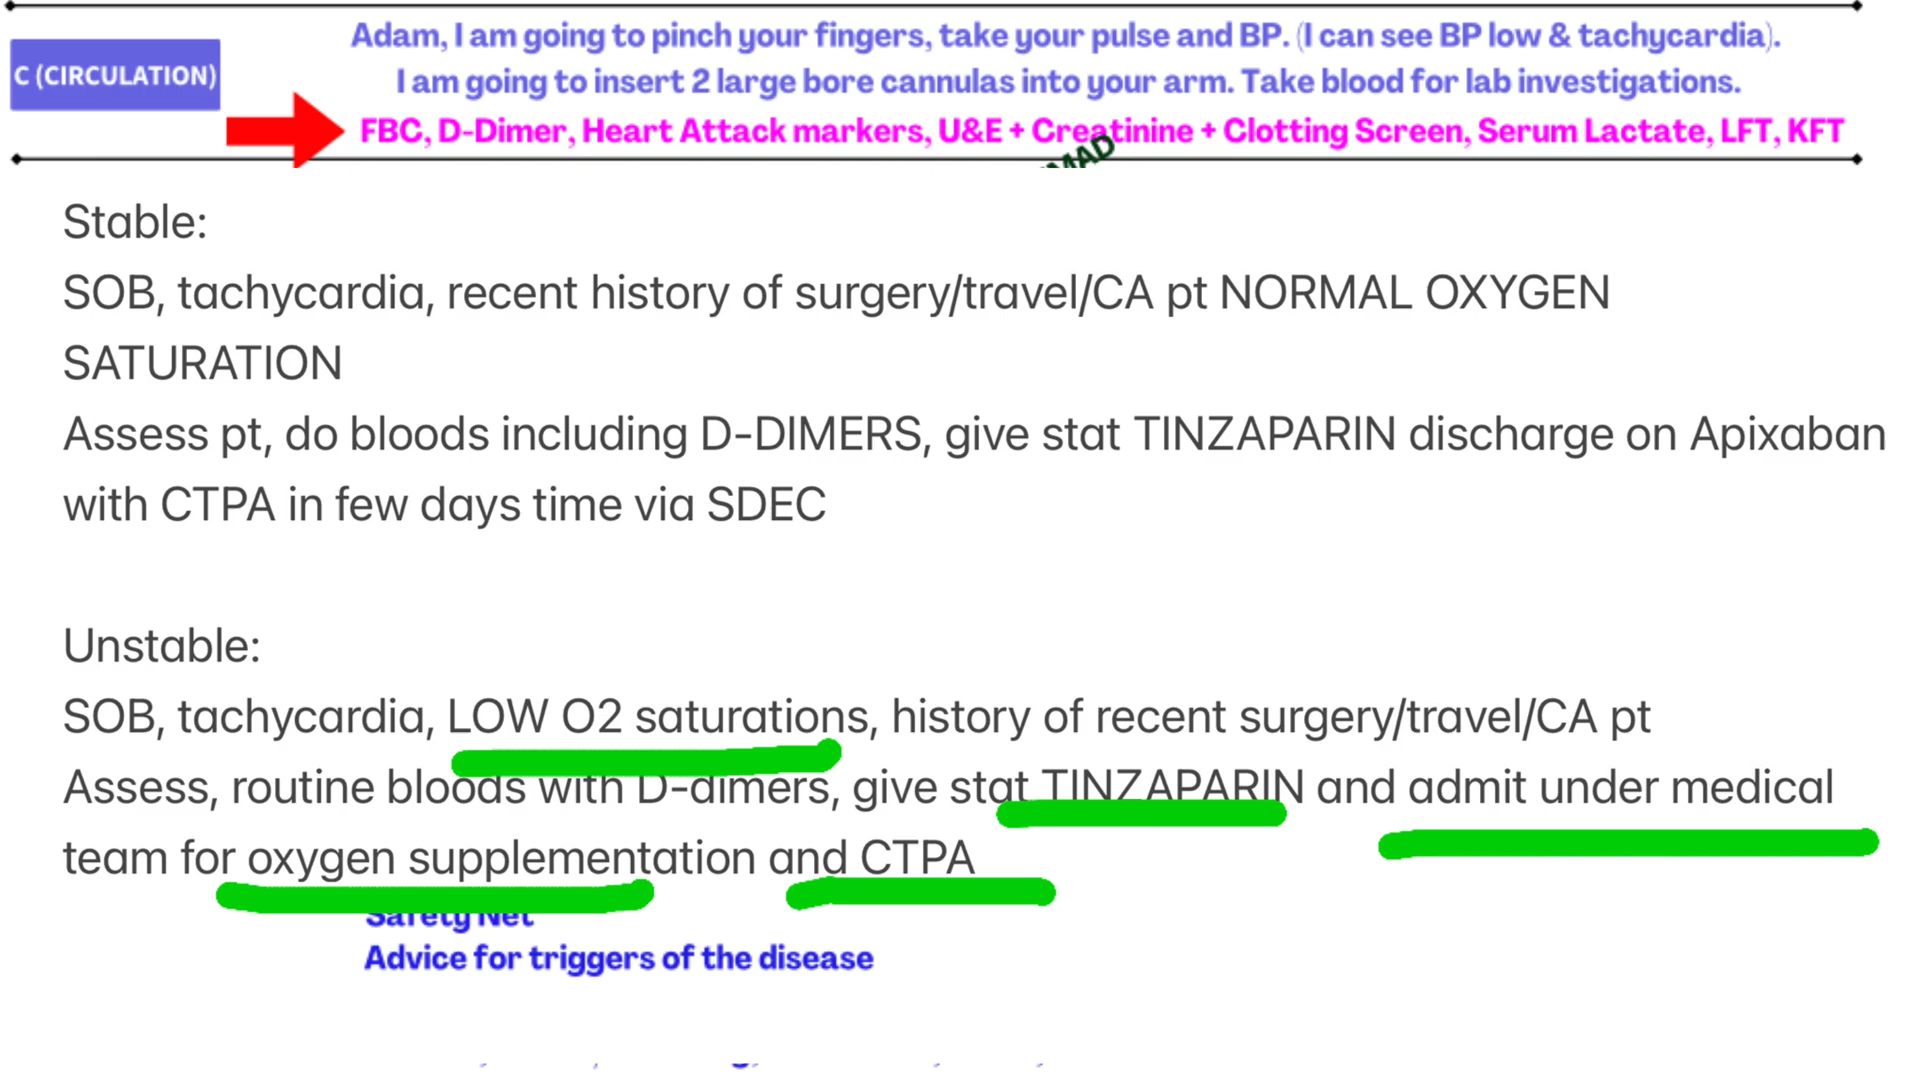 Adam, I am going to pinch your fingers, take your pulse and BP. (I can see BP low & tachycardia).
C (CIRCULATION)
I am going to insert 2 large bore cannulas into your arm. Take blood for lab investigations.
FBC, D-Dimer, Heart Attack markers, U&E + Creatinine + Clotting Screen, Serum Lactate, LFT, KFT
MAD
Stable:
SOB, tachycardia, recent history of surgery/travel/CA pt NORMAL OXYGEN
SATURATION
Assess pt, do bloods including D-DIMERS, give stat TINZAPARIN discharge on Apixaban
with CTPA in few days time via SDEC
Unstable:
SOB, tachycardia, LOW O2 saturations, history of recent surgery/travel/CA pt
Assess, routine bloods with D-dimers, give stat TINZAPARIN and admit under medical
team for oxygen supplementation and CTPA
Safety Net
Advice for triggers of the disease